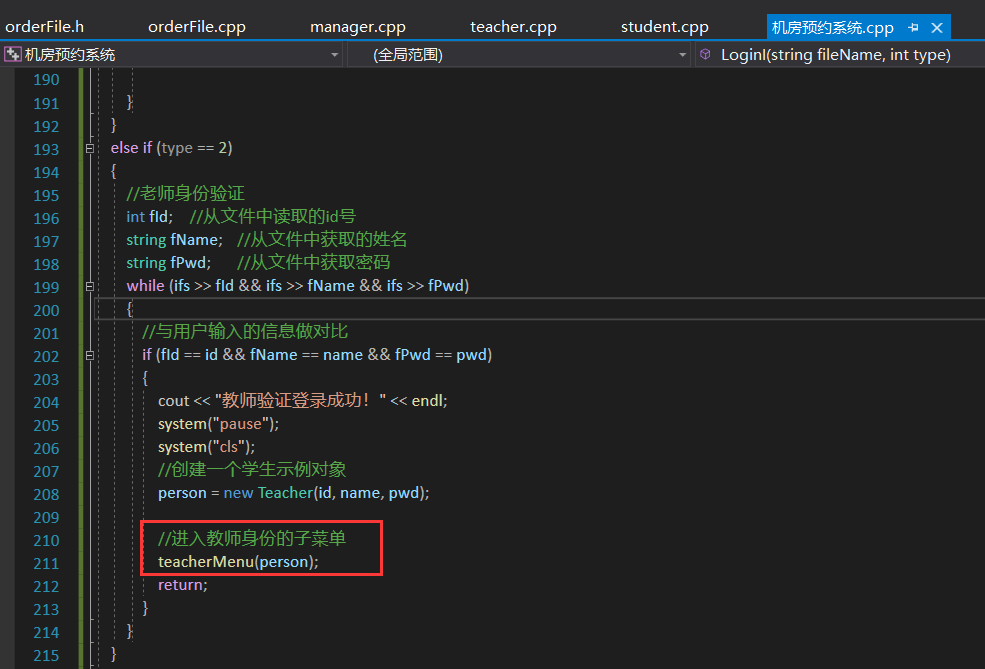 orderFile.h orderFile.cpp manager.cpp teacher.cpp student.cpp 机房预约系统.cpp
机房预约系统 (全局范围) LoginI(string fileName, int type)
190
191 }
192 }
193 else if (type == 2)
194 {
195 //老师身份验证
196 int fId; //从文件中读取的id号
197 string fName; //从文件中获取的姓名
198 string fPwd; //从文件中获取密码
199 while (ifs >> fId && ifs >> fName && ifs >> fPwd)
200 {
201 //与用户输入的信息做对比
202 if (fId == id && fName == name && fPwd == pwd)
203 {
204 cout << "教师验证登录成功！" << endl;
205 system("pause");
206 system("cls");
207 //创建一个学生示例对象
208 person = new Teacher(id, name, pwd);
209
210 //进入教师身份的子菜单
211 teacherMenu(person);
212 return;
213 }
214 }
215 }